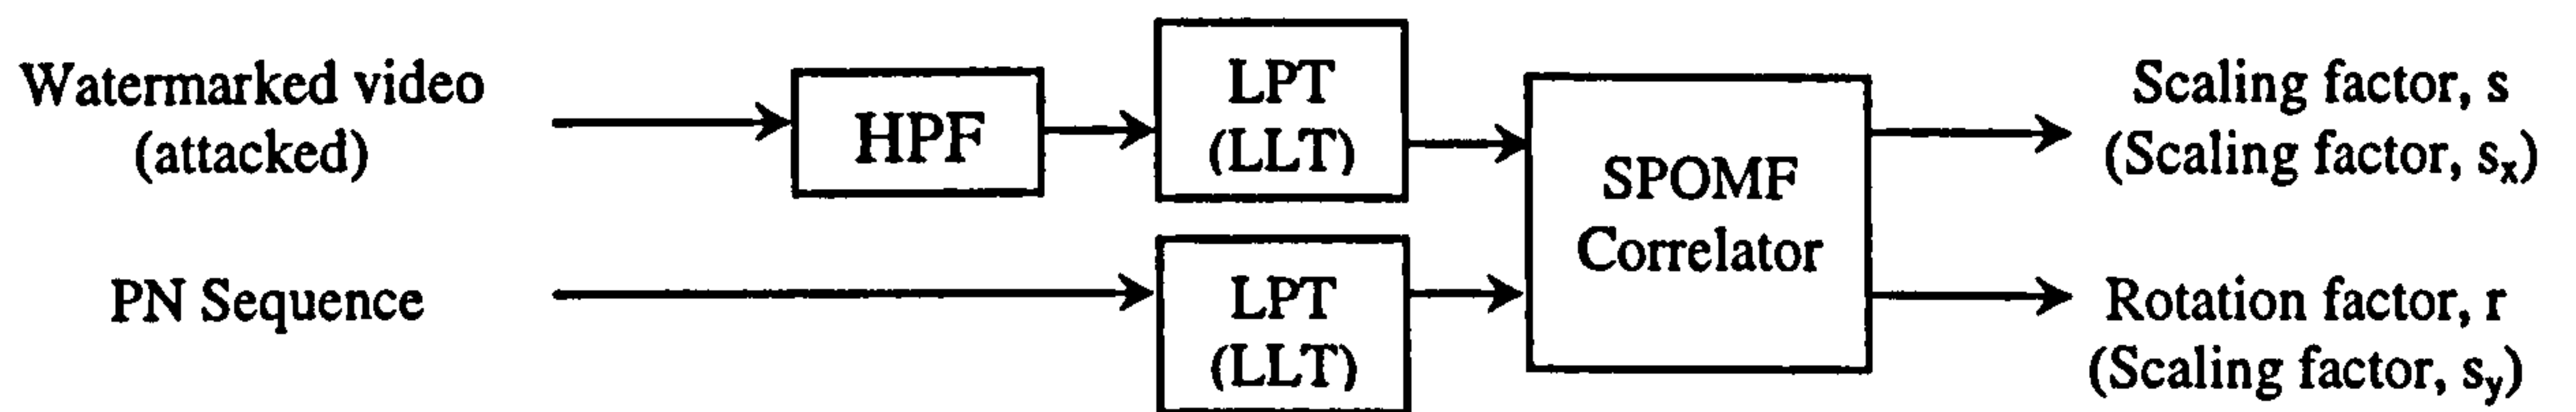 Watermarked video
(attacked)
HPF
LPT
(LLT)
SPOMF
Correlator
Scaling factor, s
(Scaling factor, sₓ)
PN Sequence
LPT
(LLT)
Rotation factor, r
(Scaling factor, s_y)